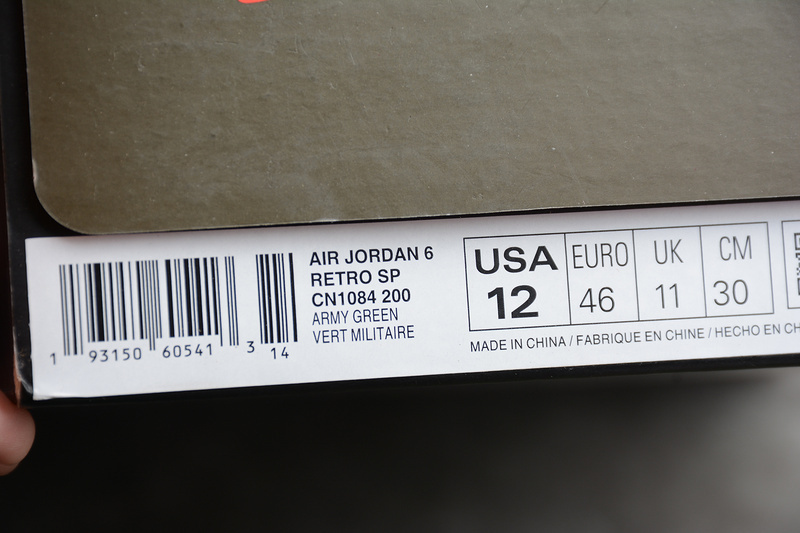 AIR JORDAN 6
RETRO SP
CN1084 200
ARMY GREEN
VERT MILITAIRE
1 93150 60541 3 14
USA EURO UK CM
12 46 11 30
MADE IN CHINA / FABRIQUE EN CHINE / HECHO EN CH